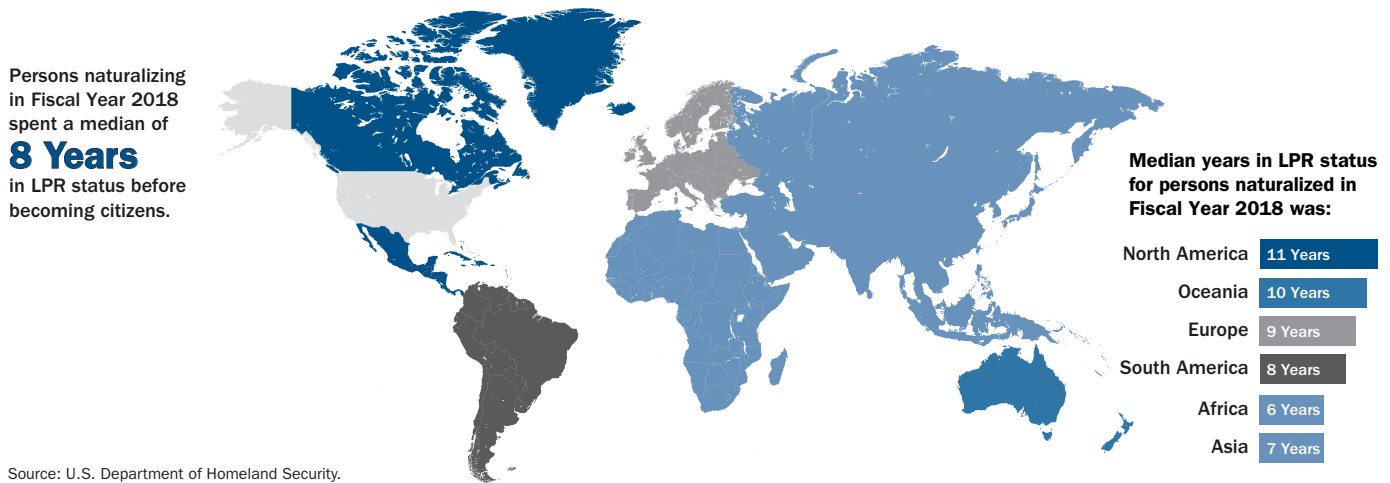 Persons naturalizing
in Fiscal Year 2018
spent a median of
8 Years
in LPR status before
becoming citizens.
Median years in LPR status
for persons naturalized in
Fiscal Year 2018 was:
North America 11 Years
Oceania 10 Years
Europe 9 Years
South America 8 Years
Africa 6 Years
Asia 7 Years
Source: U.S. Department of Homeland Security.